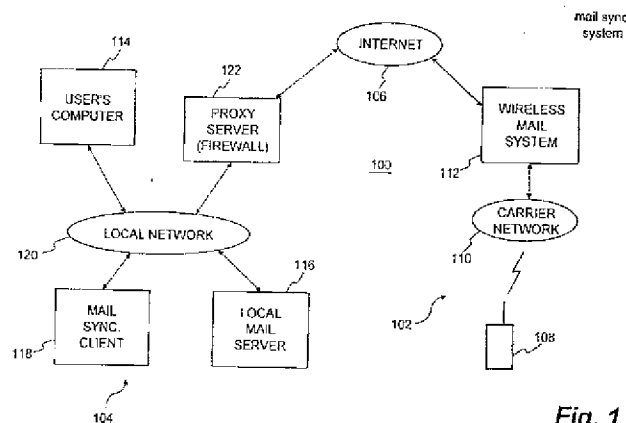 mail sync
system
114
USER'S
COMPUTER
122
PROXY
SERVER
(FIREWALL)
INTERNET
106
WIRELESS
MAIL
SYSTEM
112
100
CARRIER
NETWORK
110
LOCAL NETWORK
120
116
MAIL
SYNC.
CLIENT
118
LOCAL
MAIL
SERVER
102
108
104
Fig. 1